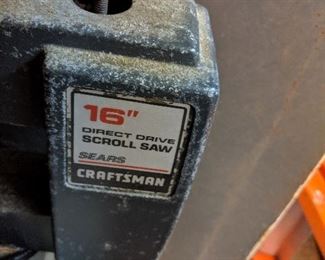 16"
DIRECT DRIVE
SCROLL SAW
SEARS
CRAFTSMAN